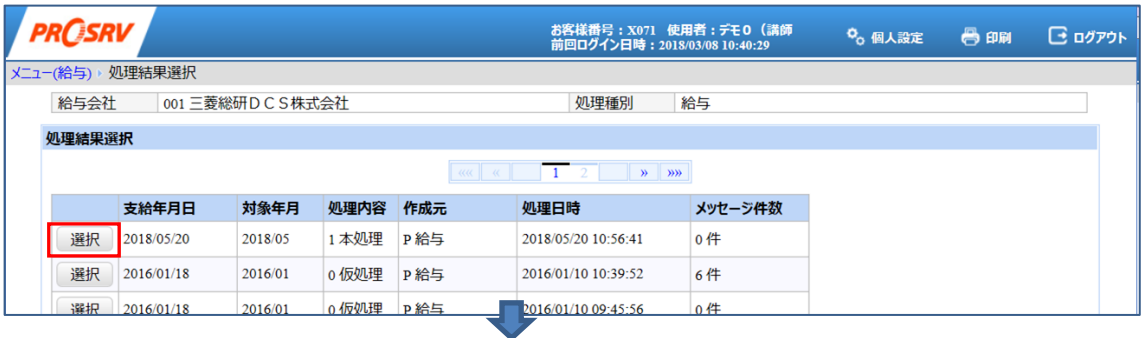 PROSRV
お客様番号：X071 使用者：デモ０（講師
前回ログイン日時：2018/03/08 10:40:29
個人設定 印刷 ログアウト
メニュー(給与) › 処理結果選択
給与会社 001 三菱総研ＤＣＳ株式会社 処理種別 給与
処理結果選択
«« « 1 2 » »»
支給年月日 対象年月 処理内容 作成元 処理日時 メッセージ件数
選択 2018/05/20 2018/05 1 本処理 P 給与 2018/05/20 10:56:41 0 件
選択 2016/01/18 2016/01 0 仮処理 P 給与 2016/01/10 10:39:52 6 件
選択 2016/01/18 2016/01 0 仮処理 P 給与 2016/01/10 09:45:56 0 件